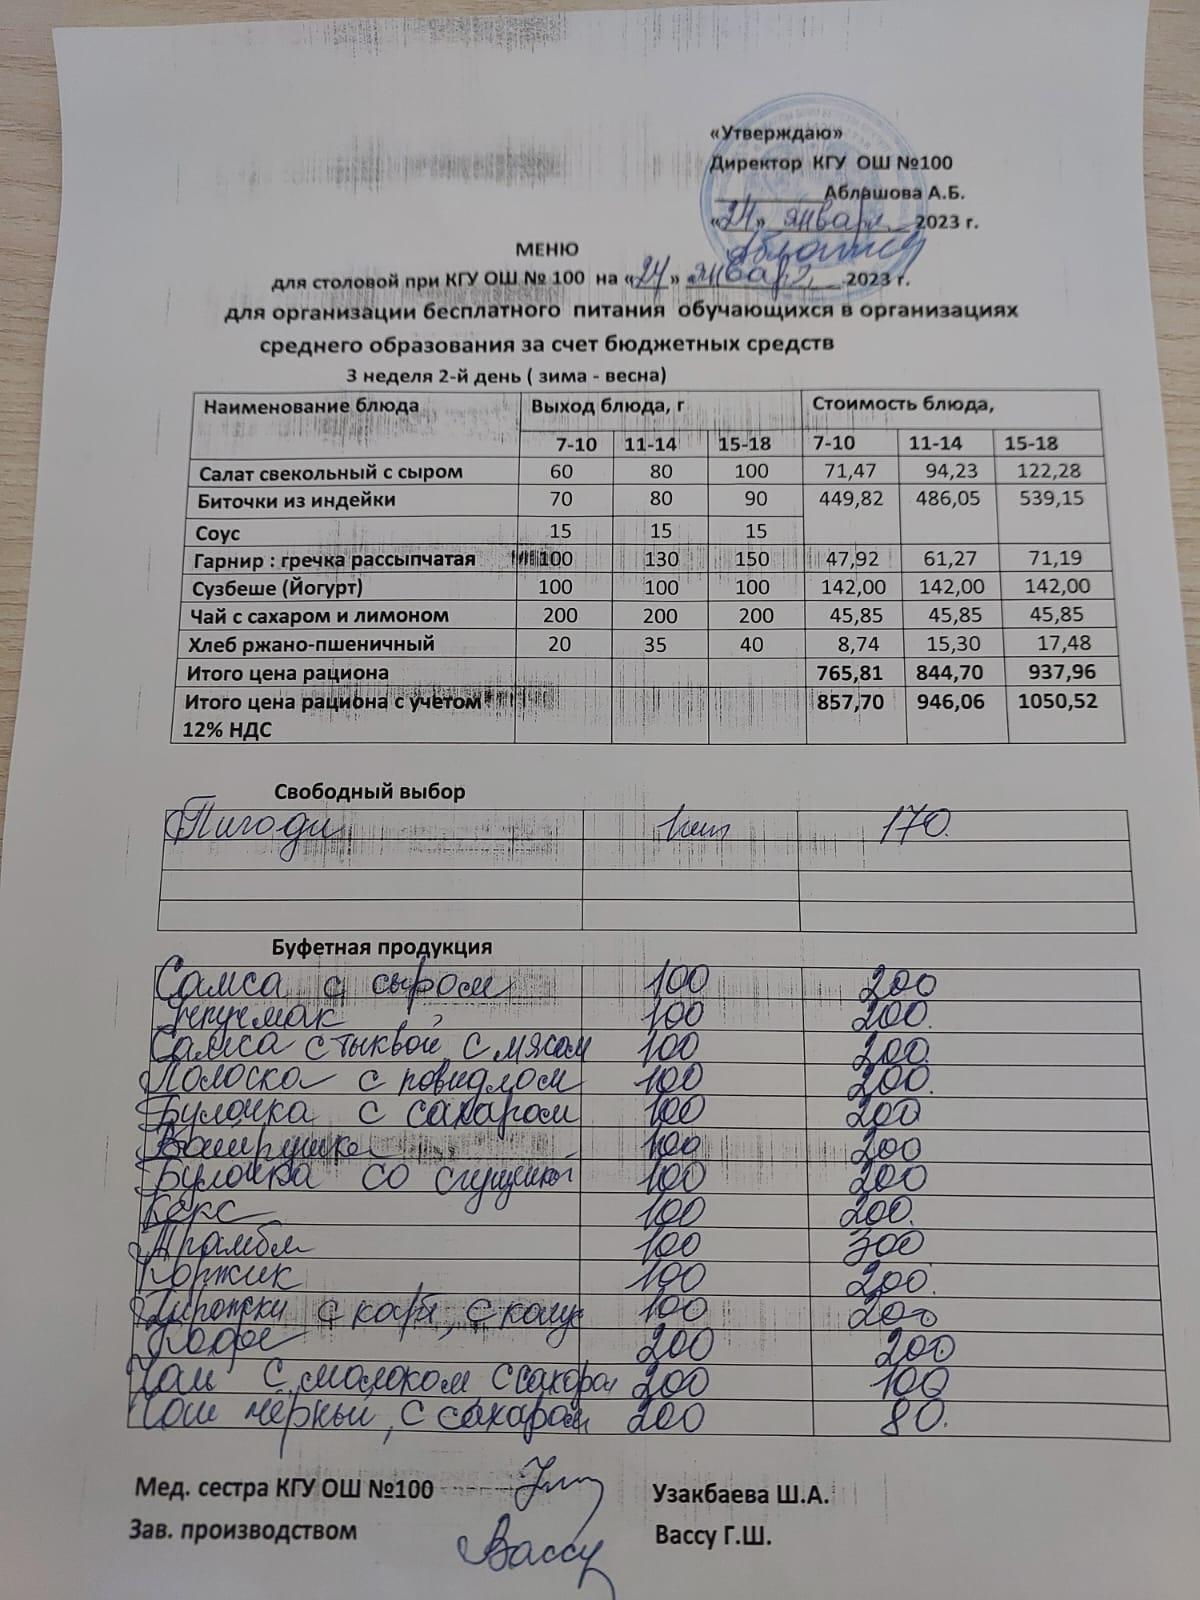 «Утверждаю»
Директор КГУ ОШ №100
__________Аблашова А.Б.
«24» января 2023 г.
МЕНЮ
для столовой при КГУ ОШ № 100 на «24» января 2023 г.
для организации бесплатного питания обучающихся в организациях
среднего образования за счет бюджетных средств
3 неделя 2-й день ( зима - весна)
Наименование блюда Выход блюда, г Стоимость блюда,
7-10 11-14 15-18 7-10 11-14 15-18
Салат свекольный с сыром 60 80 100 71,47 94,23 122,28
Биточки из индейки 70 80 90 449,82 486,05 539,15
Соус 15 15 15
Гарнир : гречка рассыпчатая 100 130 150 47,92 61,27 71,19
Сузбеше (Йогурт) 100 100 100 142,00 142,00 142,00
Чай с сахаром и лимоном 200 200 200 45,85 45,85 45,85
Хлеб ржано-пшеничный 20 35 40 8,74 15,30 17,48
Итого цена рациона 765,81 844,70 937,96
Итого цена рациона с учетом 857,70 946,06 1050,52
12% НДС
Свободный выбор
Пигоди 1шт 170.
Буфетная продукция
Самса с сыром 100 200
Учпучмак 100 200.
Самса с тыквой, с мясом 100 200.
Полоска с повидлом 100 200.
Булочка с сахаром 100 200
Ватрушка 100 200
Булочка со сгущенкой 100 200
Кекс 100 200.
100 300
Коржик 100 200.
Пирожки с карт, с капус 100 200
Кофе 200 200
Чай с молоком с сахаром 200 100
Чай черный, с сахаром 200 80.
Мед. сестра КГУ ОШ №100 Узакбаева Ш.А.
Зав. производством Вассу Вассу Г.Ш.